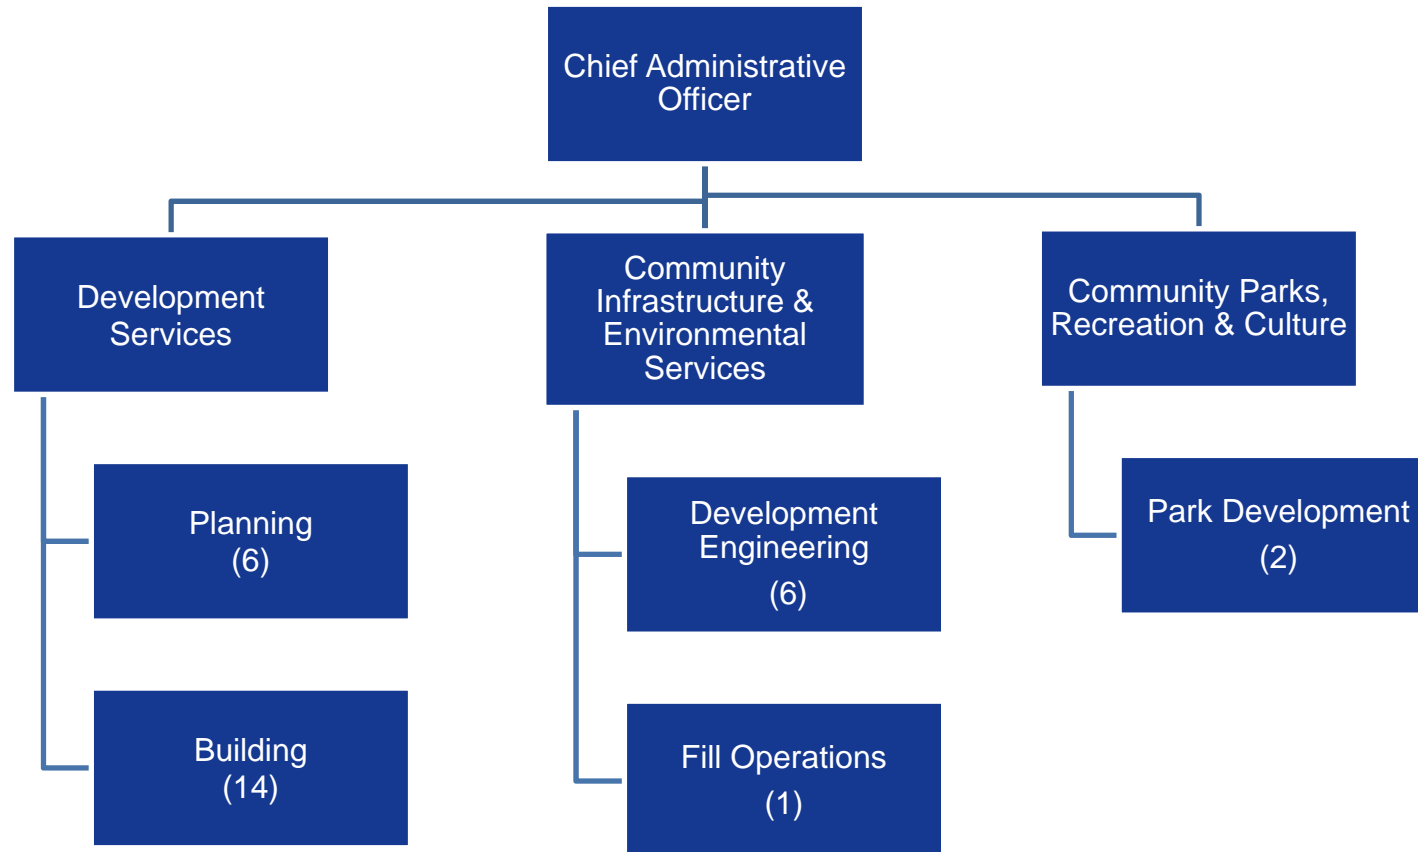 Chief Administrative
Officer
Development
Services
Community
Infrastructure &
Environmental
Services
Community Parks,
Recreation & Culture
Planning
(6)
Development
Engineering
(6)
Park Development
(2)
Building
(14)
Fill Operations
(1)